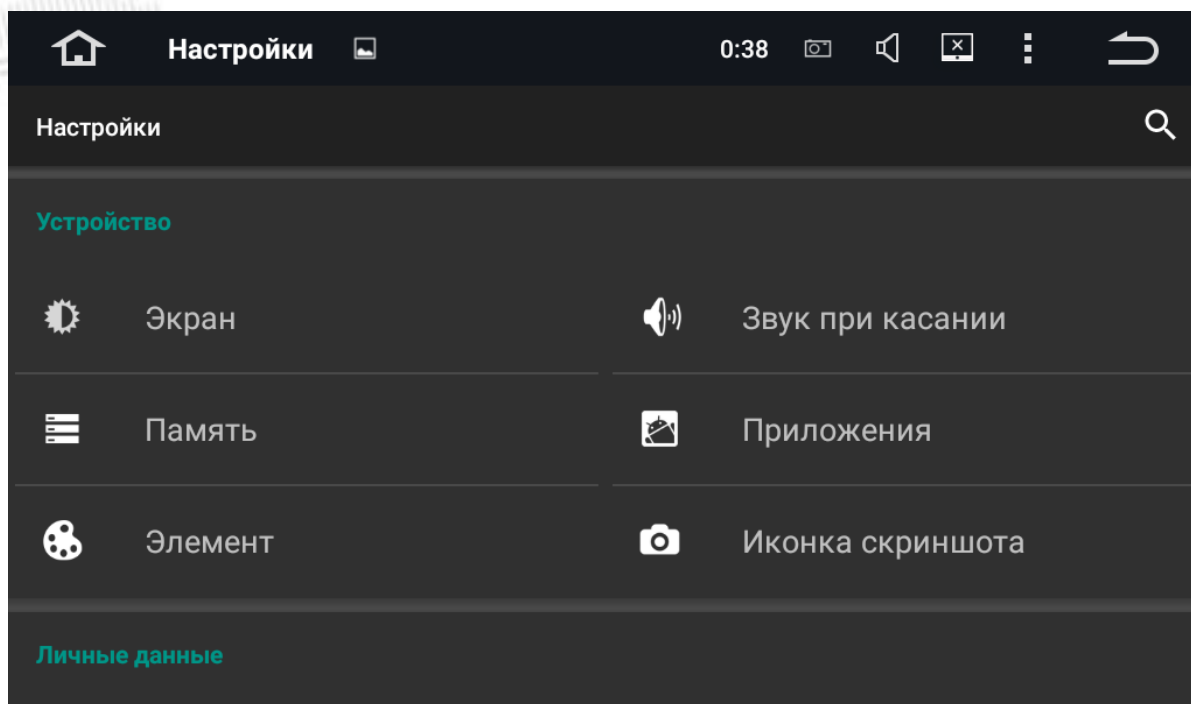 Настройки 0:38
Настройки
Устройство
Экран Звук при касании
Память Приложения
Элемент Иконка скриншота
Личные данные